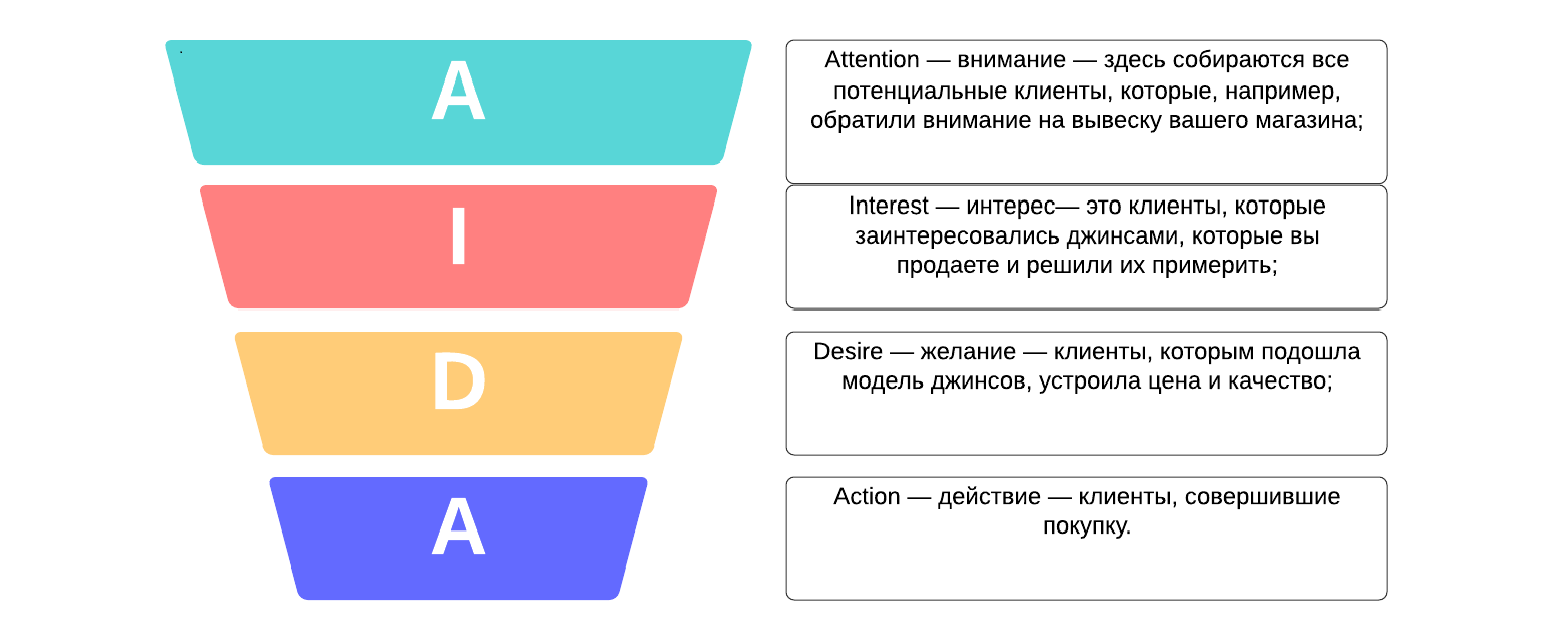 A
Attention — внимание — здесь собираются все
потенциальные клиенты, которые, например,
обратили внимание на вывеску вашего магазина;
I
Interest — интерес— это клиенты, которые
заинтересовались джинсами, которые вы
продаете и решили их примерить;
D
Desire — желание — клиенты, которым подошла
модель джинсов, устроила цена и качество;
A
Action — действие — клиенты, совершившие
покупку.